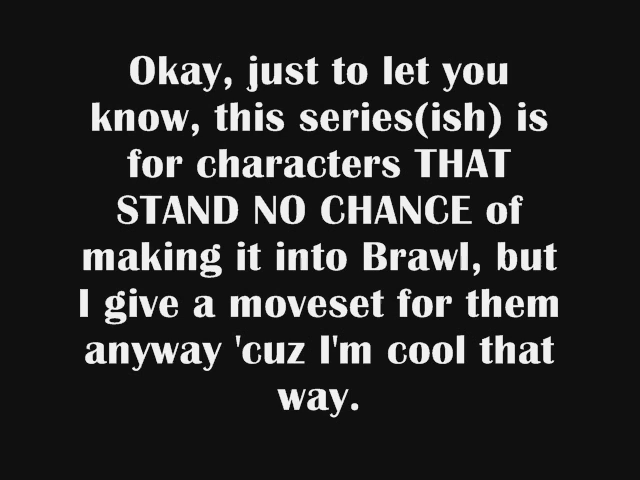 Okay, just to let you
know, this series(ish) is
for characters THAT
STAND NO CHANCE of
making it into Brawl, but
I give a moveset for them
anyway 'cuz I'm cool that
way.